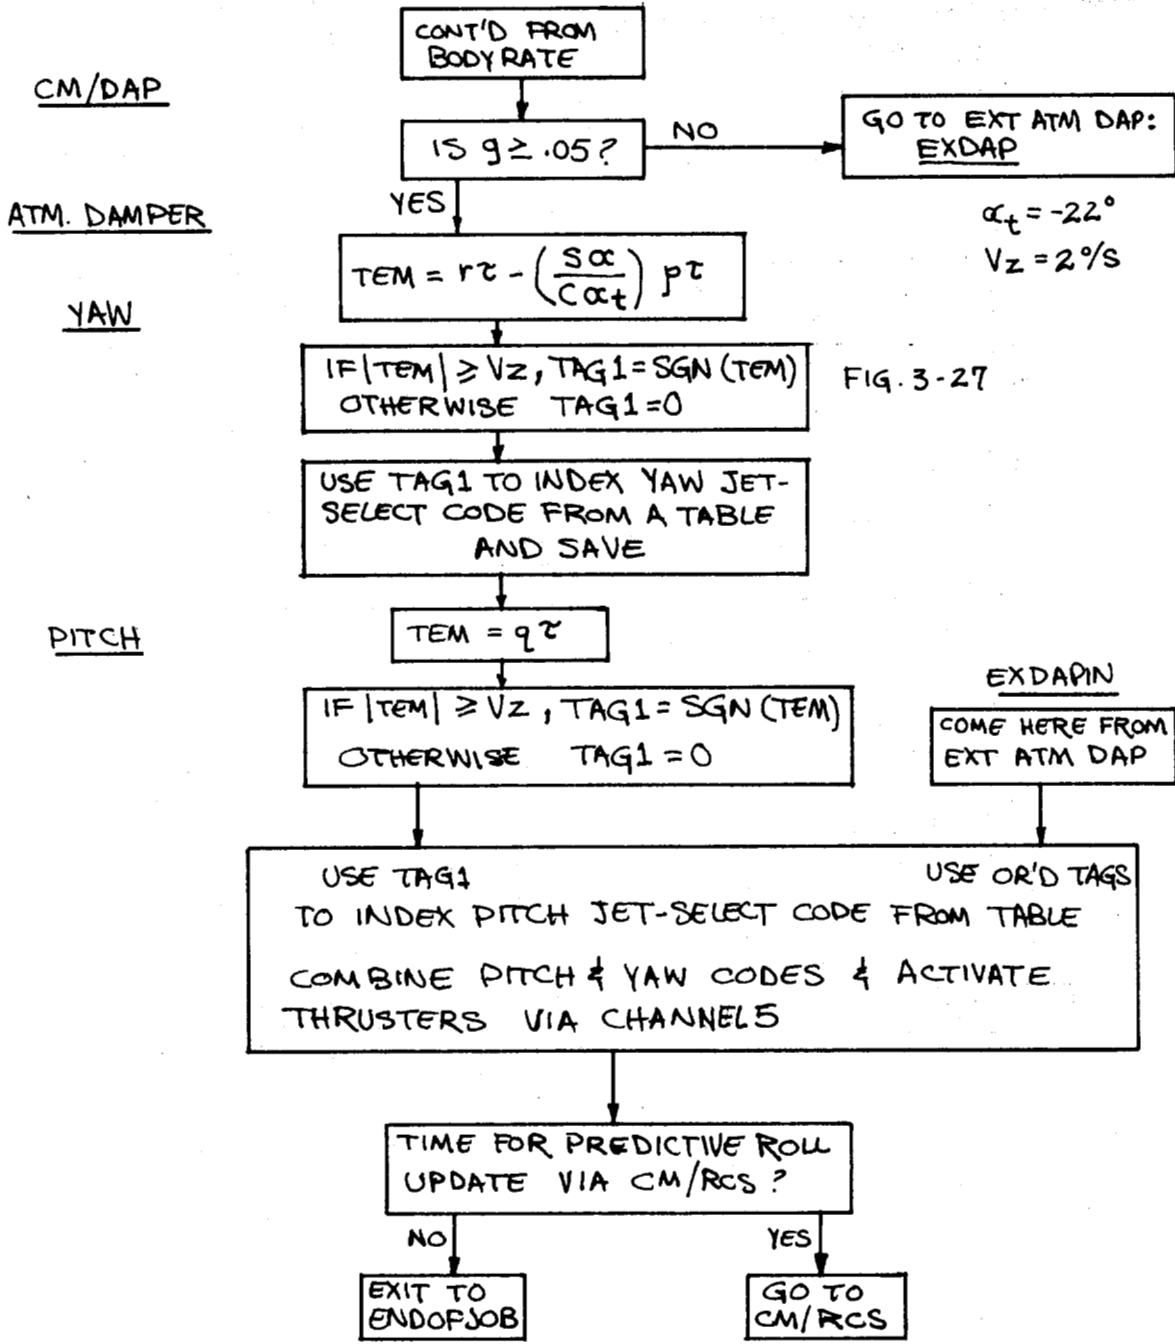 CONT'D FROM
BODYRATE
CM/DAP
IS g ≥ .05?
NO
GO TO EXT ATM DAP:
EXDAP
YES
ATM. DAMPER
αt = -22°
Vz = 2°/S
TEM = rτ - (Sα/Cαt) pτ
YAW
IF |TEM| ≥ Vz, TAG1 = SGN (TEM)
OTHERWISE TAG1=0
FIG. 3-27
USE TAG1 TO INDEX YAW JET-
SELECT CODE FROM A TABLE
AND SAVE
PITCH
TEM = qτ
IF |TEM| ≥ Vz, TAG1 = SGN (TEM)
OTHERWISE TAG1 = 0
EXDAPIN
COME HERE FROM
EXT ATM DAP
USE TAG1 USE OR'D TAGS
TO INDEX PITCH JET-SELECT CODE FROM TABLE
COMBINE PITCH & YAW CODES & ACTIVATE
THRUSTERS VIA CHANNEL5
TIME FOR PREDICTIVE ROLL
UPDATE VIA CM/RCS?
NO
YES
EXIT TO
ENDOFJOB
GO TO
CM/RCS